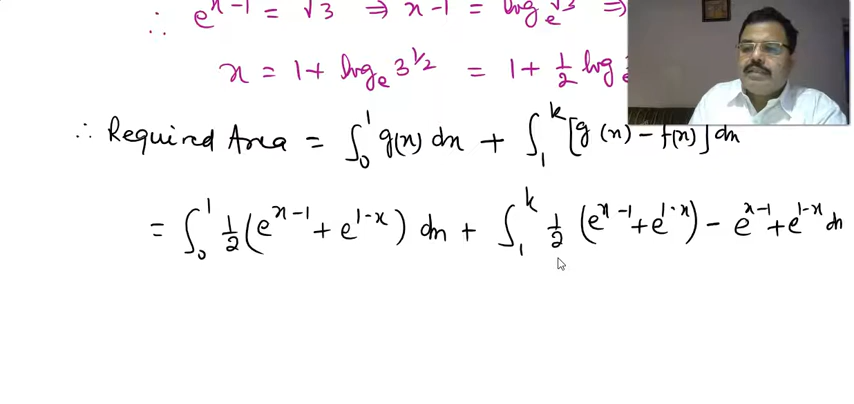 ∴ e^{x-1} = √3 ⇒ x-1 = log_e √3 ⇒
x = 1 + log_e 3^{1/2} = 1 + 1/2 log_e
∴ Required Area = ∫_0^1 g(x) dx + ∫_1^k [g(x) - f(x)] dx
= ∫_0^1 1/2 (e^{x-1} + e^{1-x}) dx + ∫_1^k 1/2 (e^{x-1} + e^{1-x}) - e^{x-1} + e^{1-x} dx